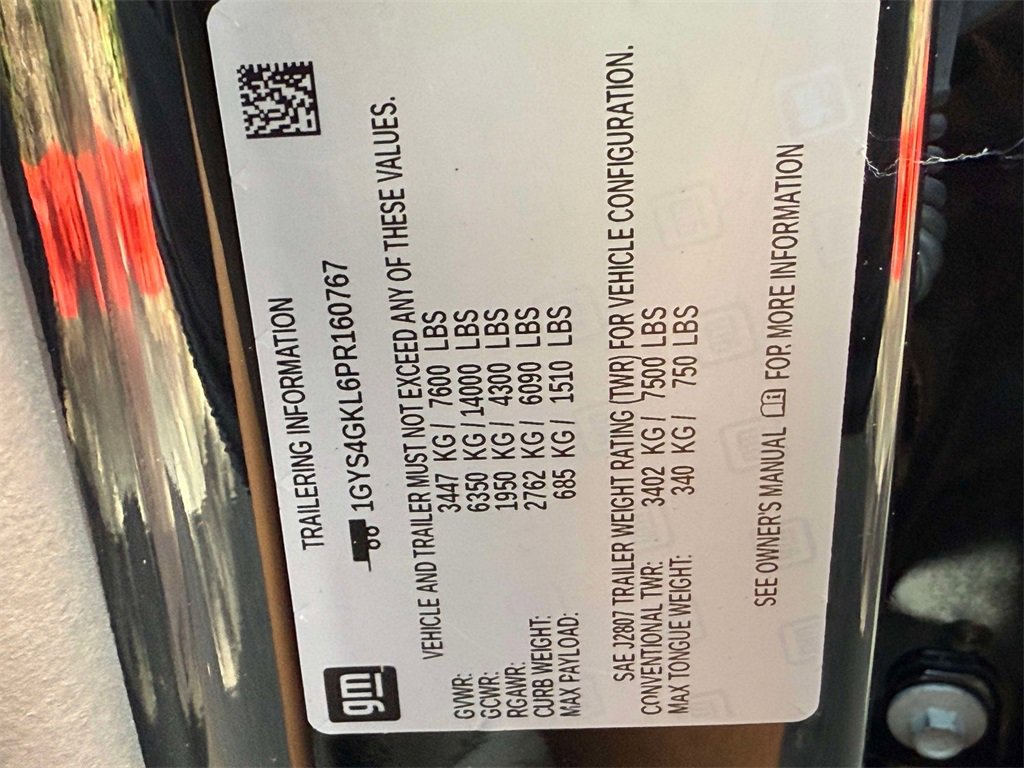 gm
TRAILERING INFORMATION
1GYS4GKL6PR160767
VEHICLE AND TRAILER MUST NOT EXCEED ANY OF THESE VALUES.
GVWR: 3447 KG / 7600 LBS
GCWR: 6350 KG / 14000 LBS
RGAWR: 1950 KG / 4300 LBS
CURB WEIGHT: 2762 KG / 6090 LBS
MAX PAYLOAD: 685 KG / 1510 LBS
SAE J2807 TRAILER WEIGHT RATING (TWR) FOR VEHICLE CONFIGURATION.
CONVENTIONAL TWR: 3402 KG / 7500 LBS
MAX TONGUE WEIGHT: 340 KG / 750 LBS
SEE OWNER'S MANUAL FOR MORE INFORMATION